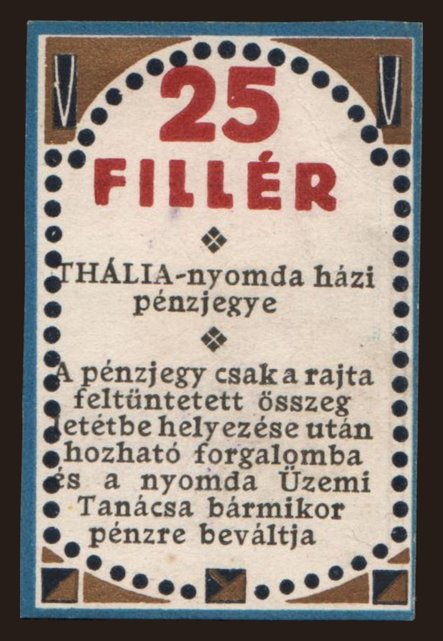 25
FILLÉR
THÁLIA-nyomda házi
pénzjegye
A pénzjegy csak a rajta
feltüntetett összeg
letétbe helyezése után
hozható forgalomba
és a nyomda Üzemi
Tanácsa bármikor
pénzre beváltja